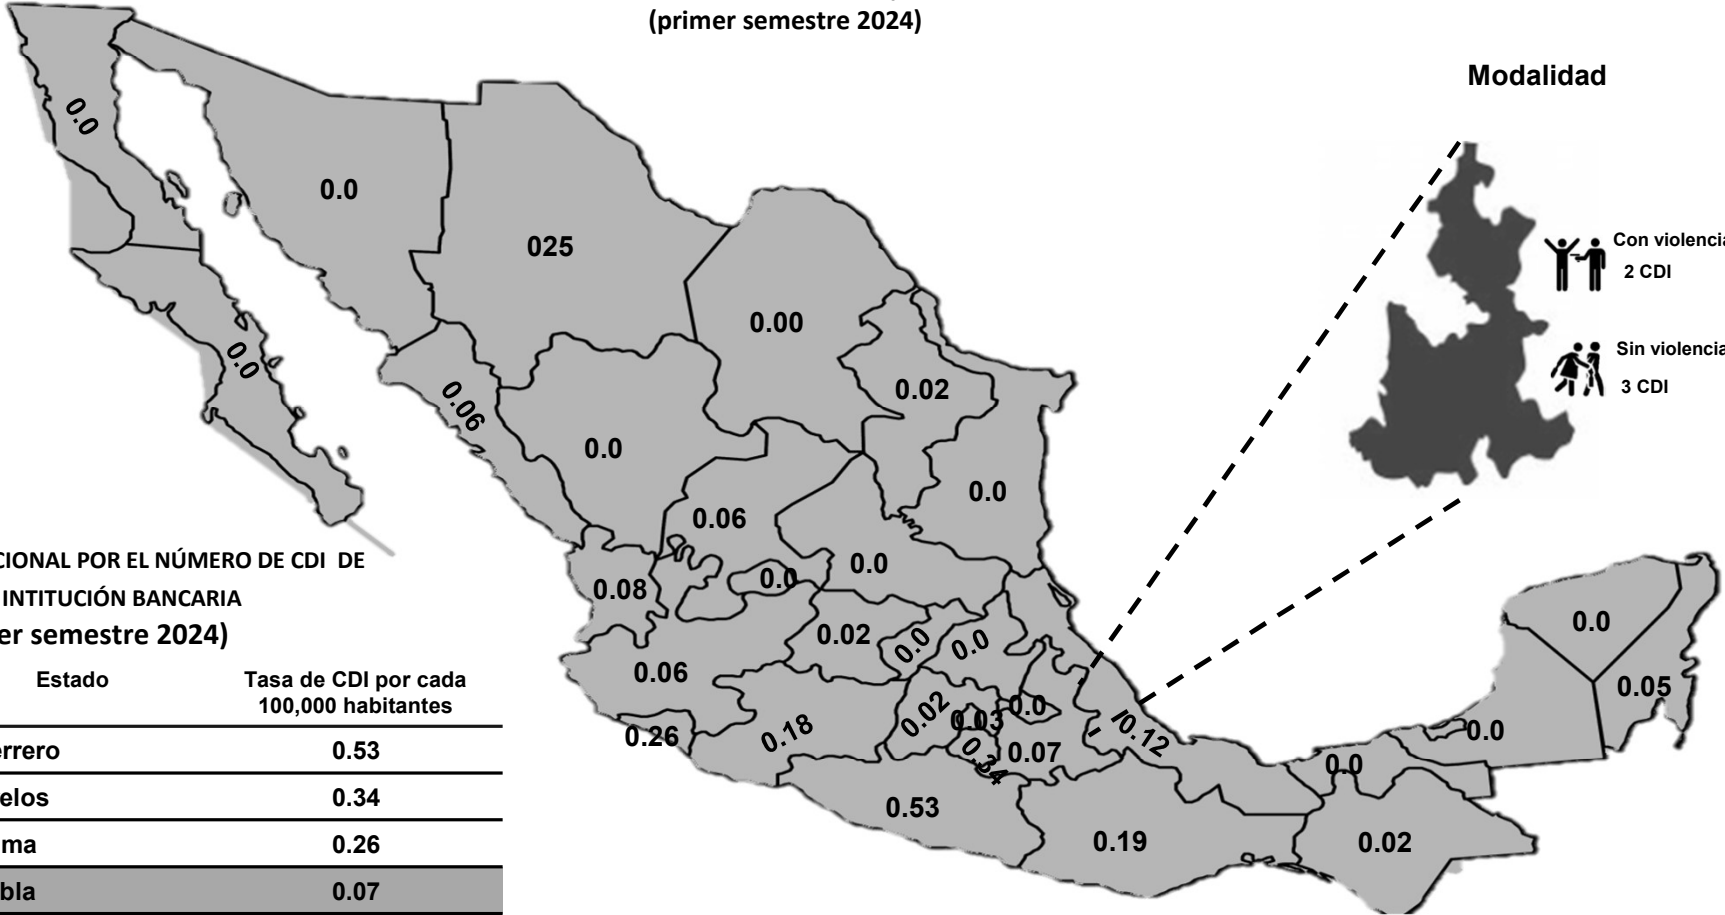 (primer semestre 2024)
Modalidad
Con violencia
2 CDI
Sin violencia
3 CDI
0.0
0.0
025
0.00
0.0
0.06
0.02
0.0
0.0
0.06
0.0
0.08
0.0
0.02
0.0
0.0
0.06
0.26
0.18
0.02
0.03
0.0
0.34
0.07
/0.12
0.53
0.19
0.02
0.0
0.0
0.0
0.05
CIONAL POR EL NÚMERO DE CDI DE
INTITUCIÓN BANCARIA
er semestre 2024)
Estado Tasa de CDI por cada
100,000 habitantes
errero 0.53
elos 0.34
ma 0.26
bla 0.07